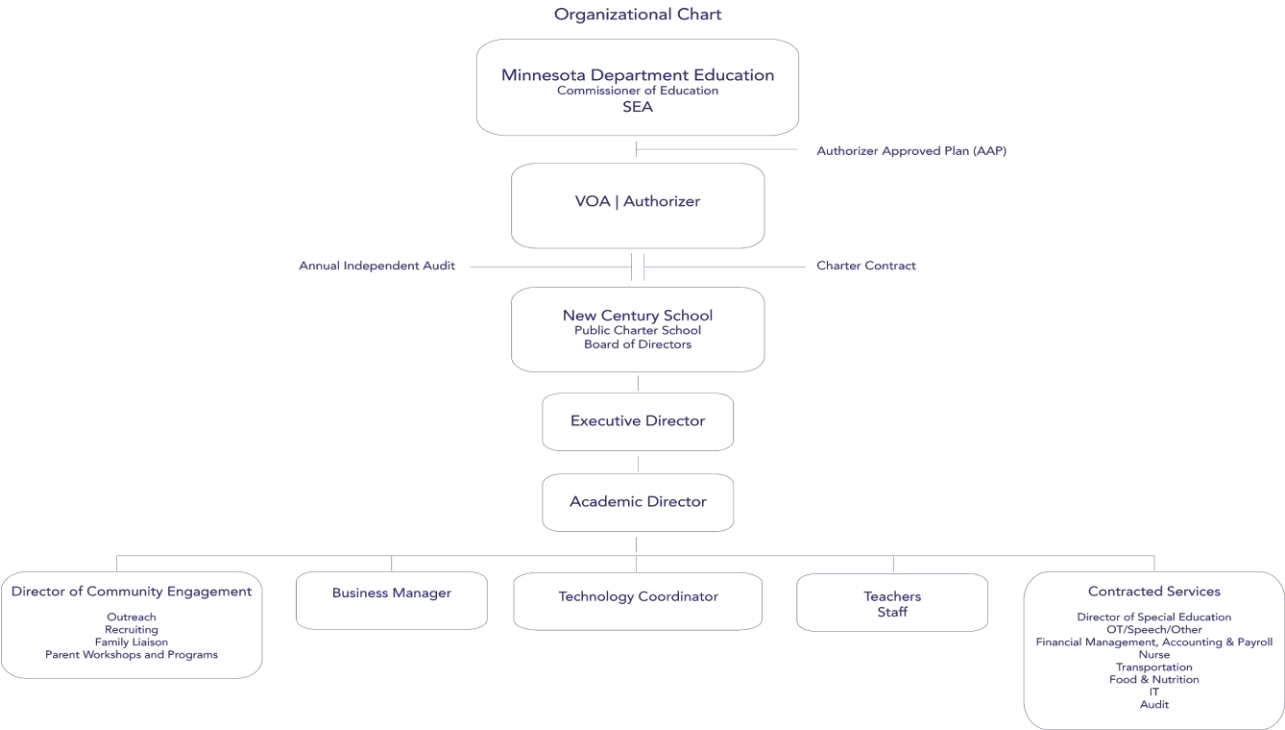 Organizational Chart
Minnesota Department Education
Commissioner of Education
SEA
Authorizer Approved Plan (AAP)
VOA | Authorizer
Annual Independent Audit
Charter Contract
New Century School
Public Charter School
Board of Directors
Executive Director
Academic Director
Director of Community Engagement
Outreach
Recruiting
Family Liaison
Parent Workshops and Programs
Business Manager
Technology Coordinator
Teachers
Staff
Contracted Services
Director of Special Education
OT/Speech/Other
Financial Management, Accounting & Payroll
Nurse
Transportation
Food & Nutrition
IT
Audit